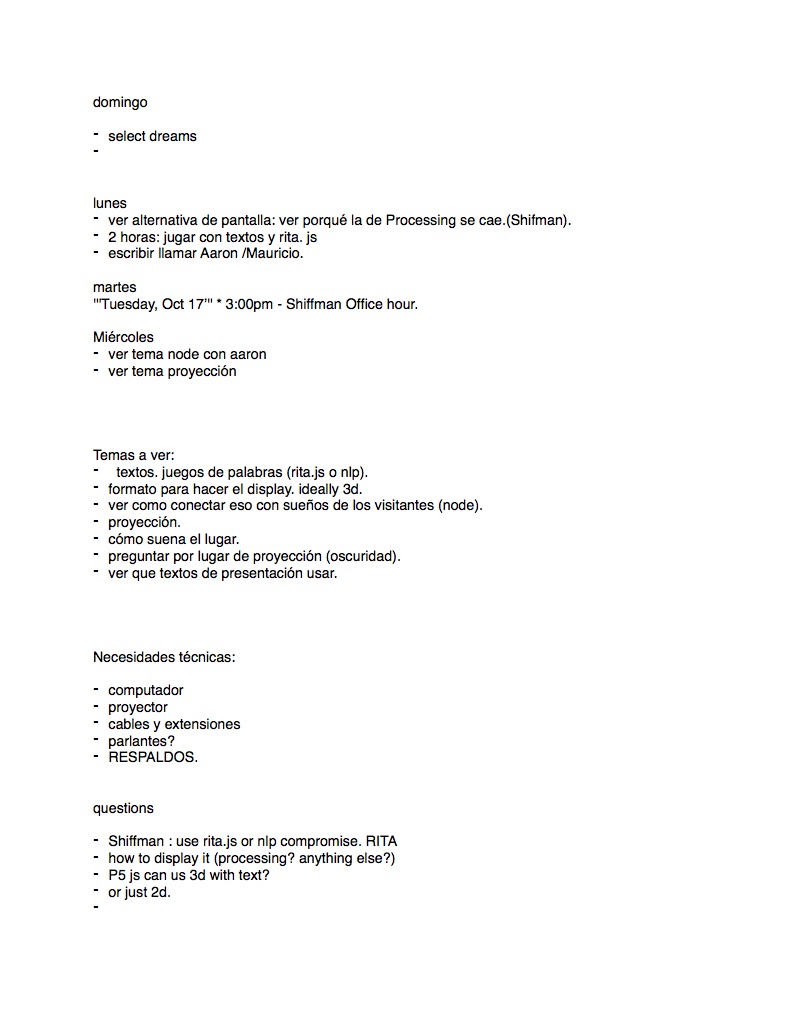 domingo
- select dreams
-
lunes
- ver alternativa de pantalla: ver porqué la de Processing se cae.(Shifman).
- 2 horas: jugar con textos y rita. js
- escribir llamar Aaron /Mauricio.
martes
'''Tuesday, Oct 17''' * 3:00pm - Shiffman Office hour.
Miércoles
- ver tema node con aaron
- ver tema proyección
Temas a ver:
- textos. juegos de palabras (rita.js o nlp).
- formato para hacer el display. ideally 3d.
- ver como conectar eso con sueños de los visitantes (node).
- proyección.
- cómo suena el lugar.
- preguntar por lugar de proyección (oscuridad).
- ver que textos de presentación usar.
Necesidades técnicas:
- computador
- proyector
- cables y extensiones
- parlantes?
- RESPALDOS.
questions
- Shiffman : use rita.js or nlp compromise. RITA
- how to display it (processing? anything else?)
- P5 js can us 3d with text?
- or just 2d.
-